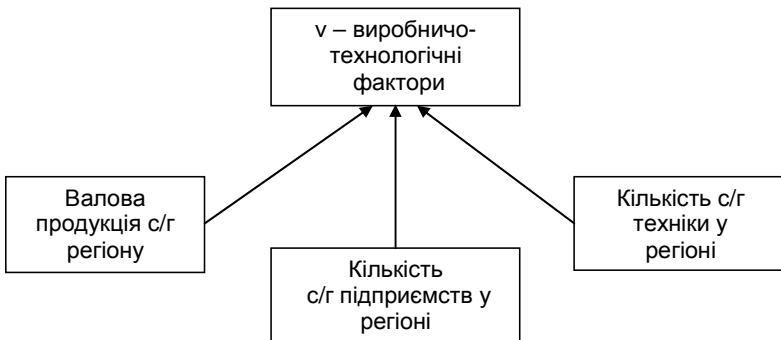 v – виробничо-
технологічні
фактори
Валова
продукція с/г
регіону
Кількість
с/г підприємств у
регіоні
Кількість с/г
техніки у
регіоні